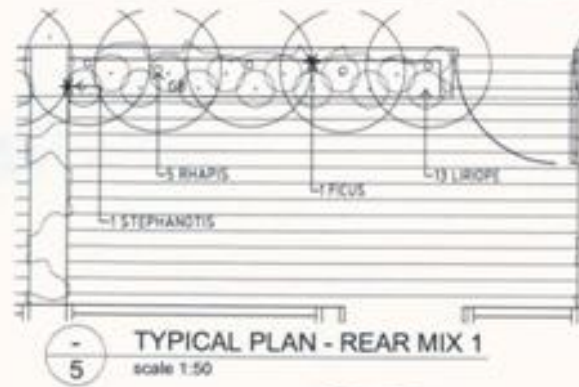 5 RHAPIS
13 LIRIOPE
1 FICUS
1 STEPHANOTIS
-
5
TYPICAL PLAN - REAR MIX 1
scale 1:50